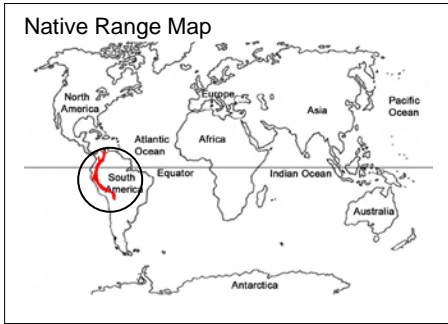 Native Range Map
North
America
Europe
Asia
Pacific
Ocean
Atlantic
Ocean
Africa
South
America
Equator
Indian Ocean
Australia
Antarctica